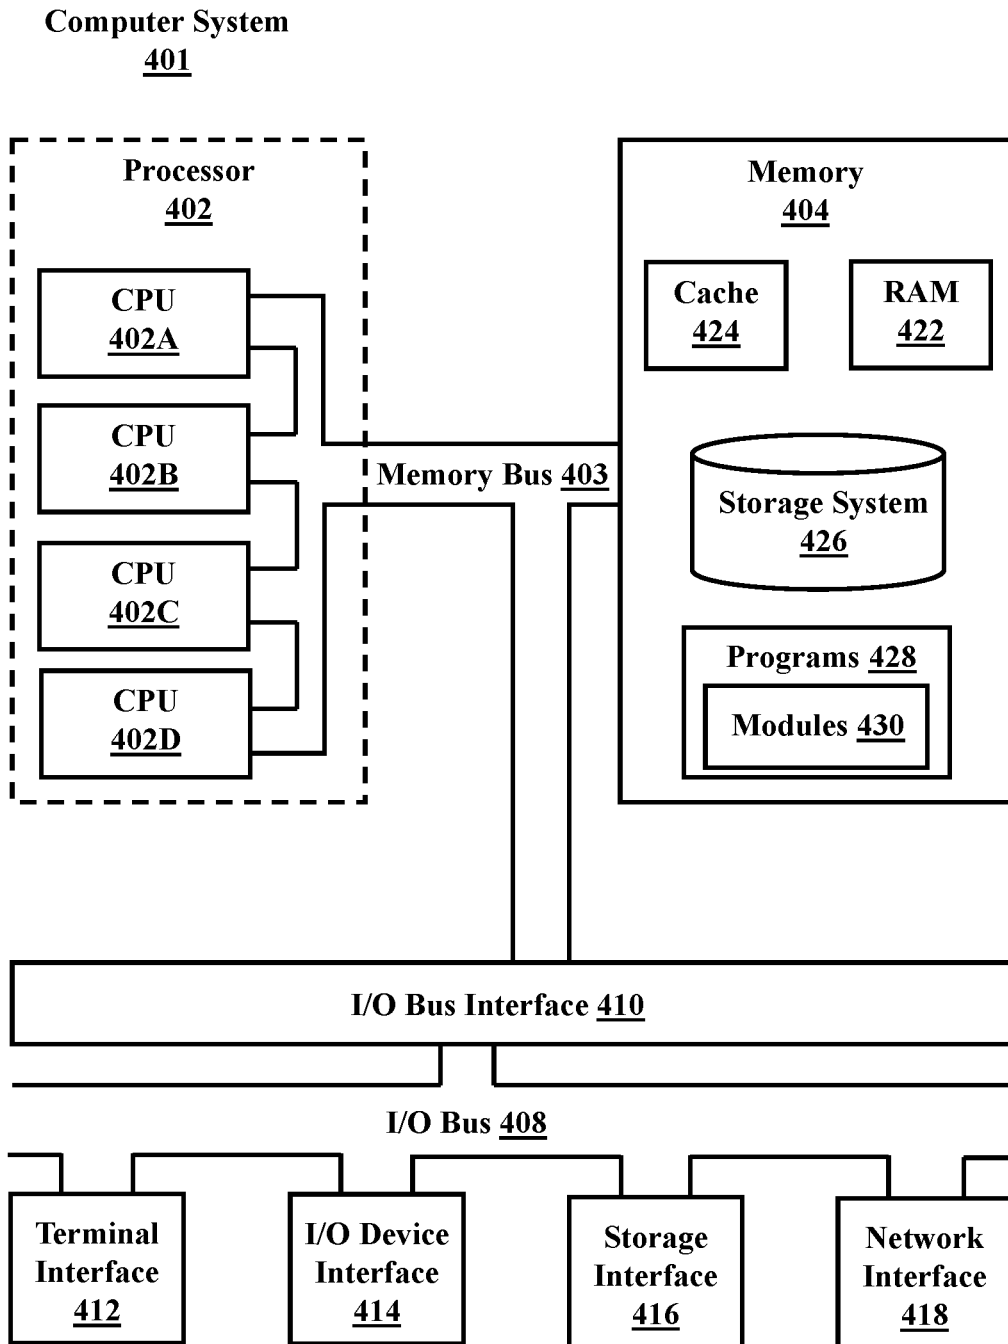 Computer System
401
Processor
402
CPU
402A
CPU
402B
CPU
402C
CPU
402D
Memory Bus 403
Memory
404
Cache
424
RAM
422
Storage System
426
Programs 428
Modules 430
I/O Bus Interface 410
I/O Bus 408
Terminal
Interface
412
I/O Device
Interface
414
Storage
Interface
416
Network
Interface
418